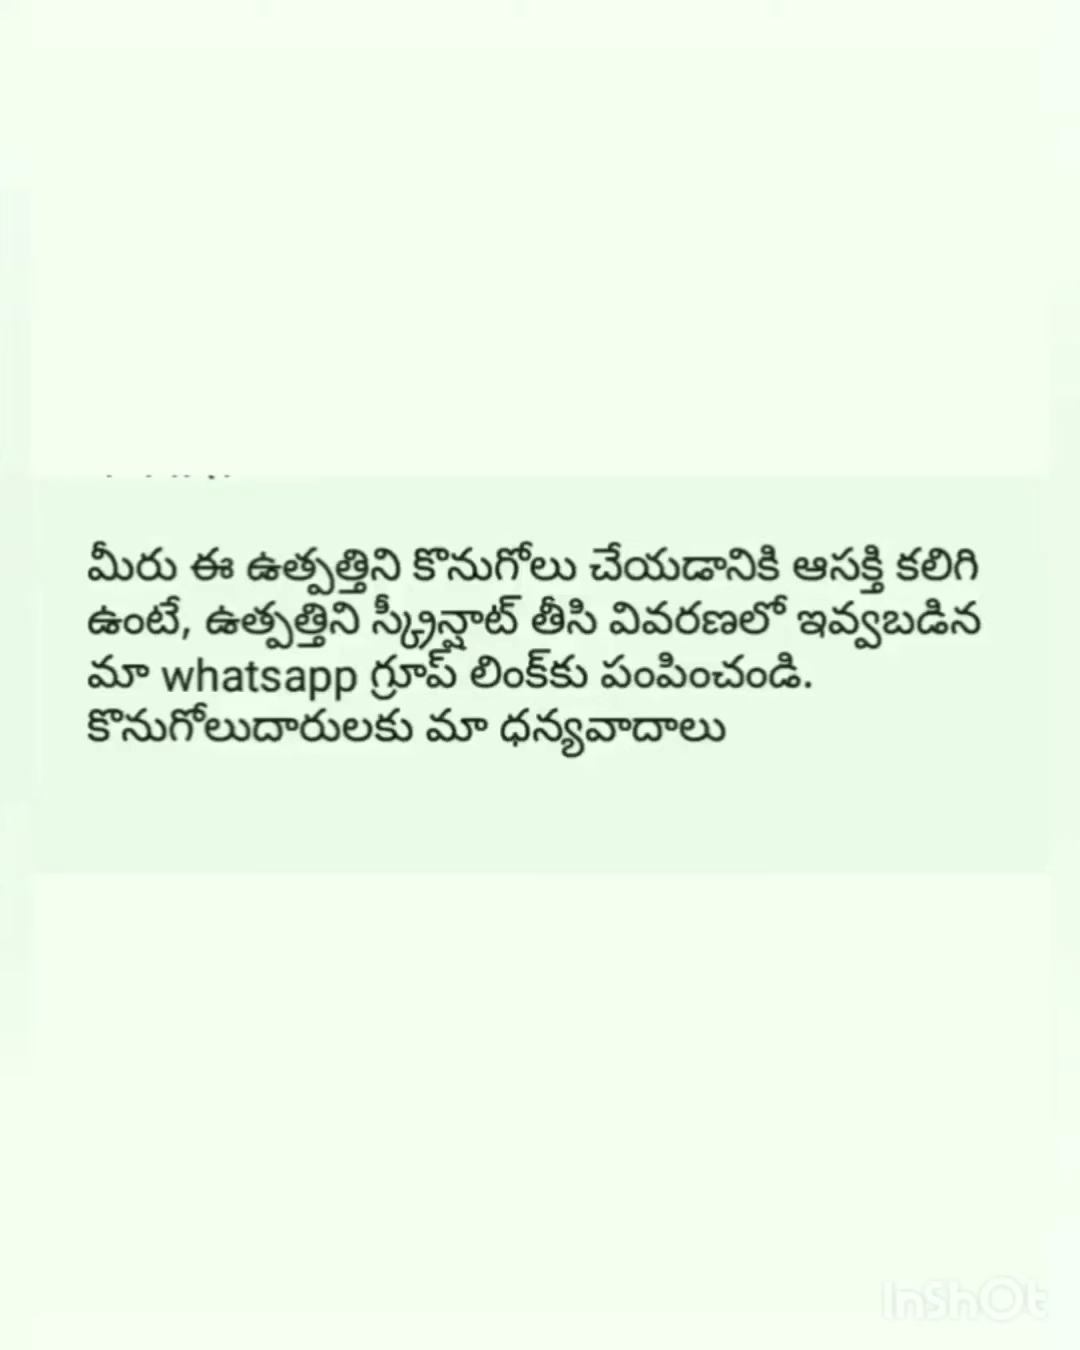 మీరు ఈ ఉత్పత్తిని కొనుగోలు చేయడానికి ఆసక్తి కలిగి
ఉంటే, ఉత్పత్తిని స్క్రీన్షాట్ తీసి వివరణలో ఇవ్వబడిన
మా whatsapp గ్రూప్ లింక్‌కు పంపించండి.
కొనుగోలుదారులకు మా ధన్యవాదాలు
InShOt